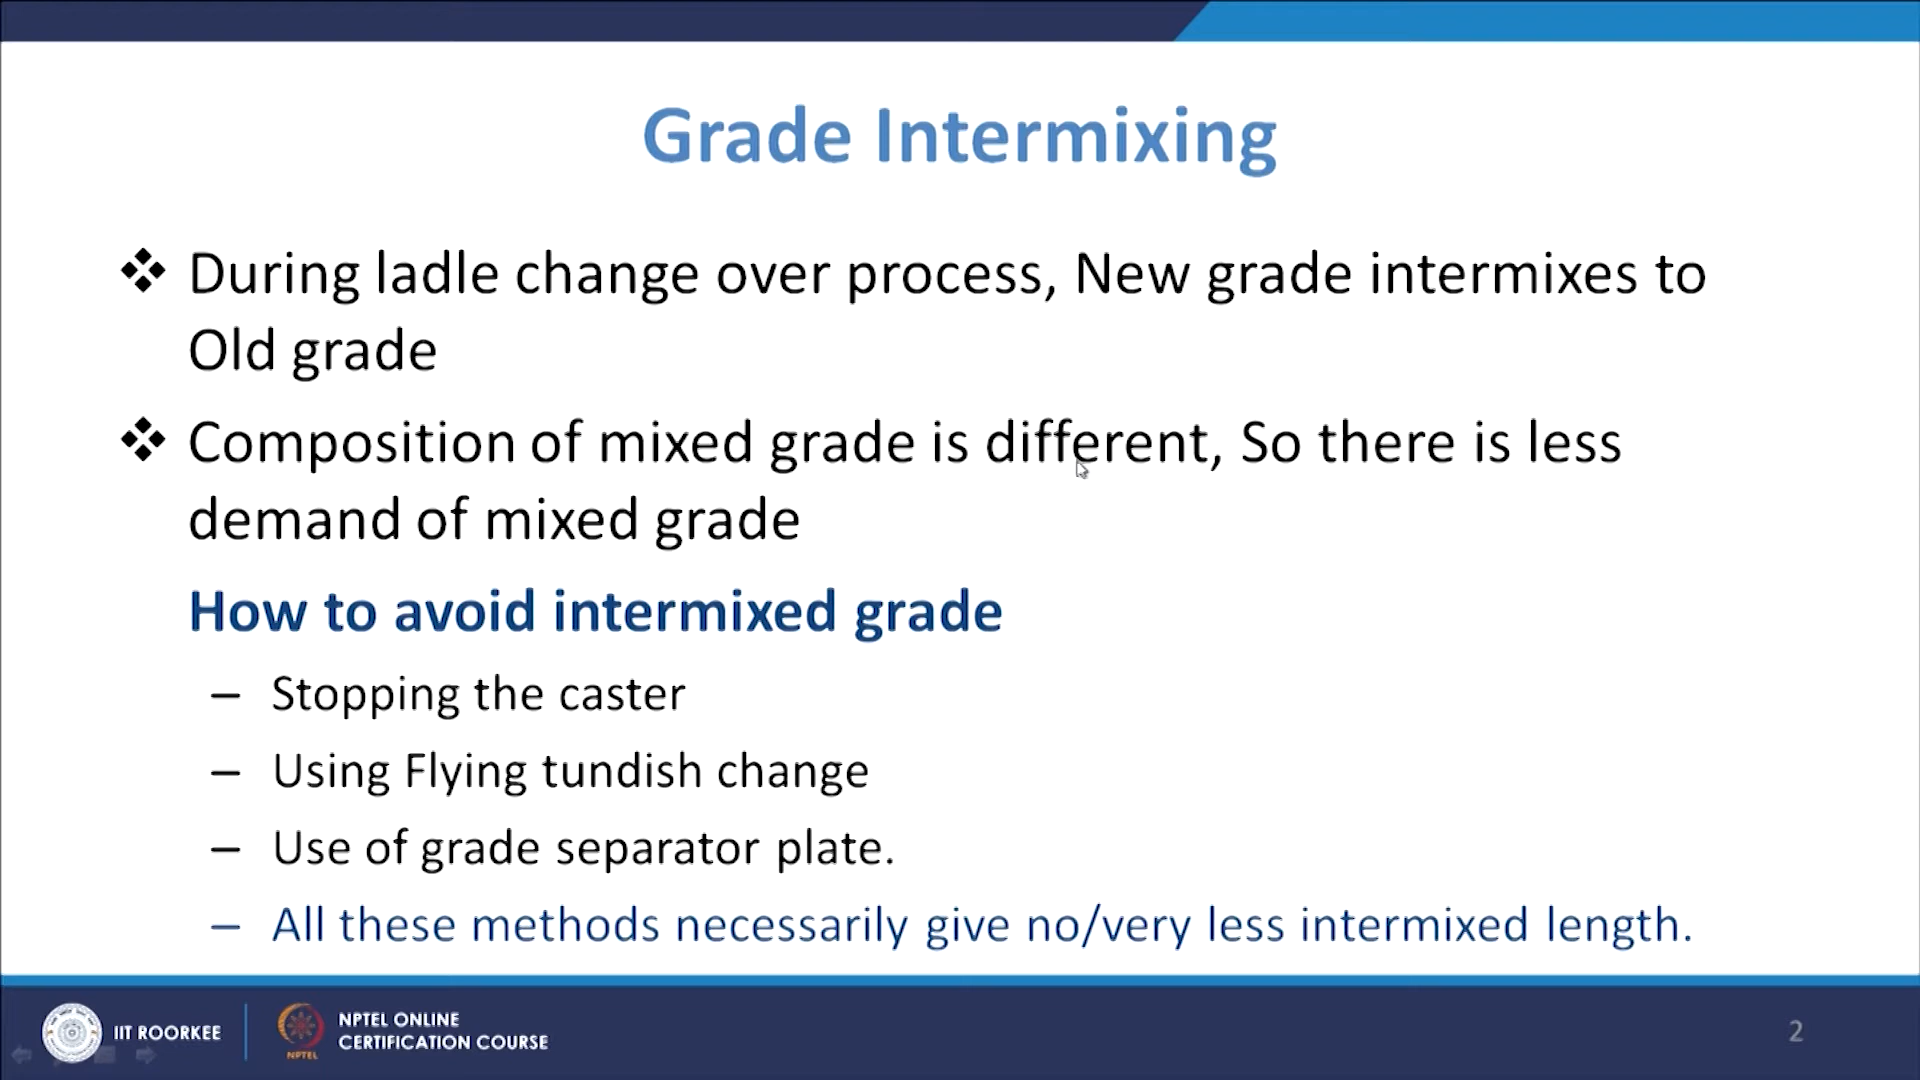 Grade Intermixing
❖ During ladle change over process, New grade intermixes to
Old grade
❖ Composition of mixed grade is different, So there is less
demand of mixed grade
How to avoid intermixed grade
– Stopping the caster
– Using Flying tundish change
– Use of grade separator plate.
– All these methods necessarily give no/very less intermixed length.
IIT ROORKEE
NPTEL
NPTEL ONLINE
CERTIFICATION COURSE
2